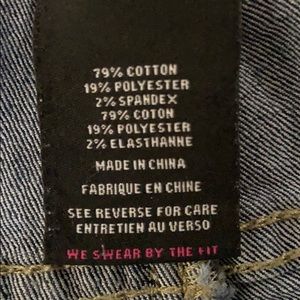 79% COTTON
19% POLYESTER
2% SPANDEX
79% COTON
19% POLYESTER
2% ELASTHANNE
MADE IN CHINA
FABRIQUE EN CHINE
SEE REVERSE FOR CARE
ENTRETIEN AU VERSO
WE SWEAR BY THE FIT